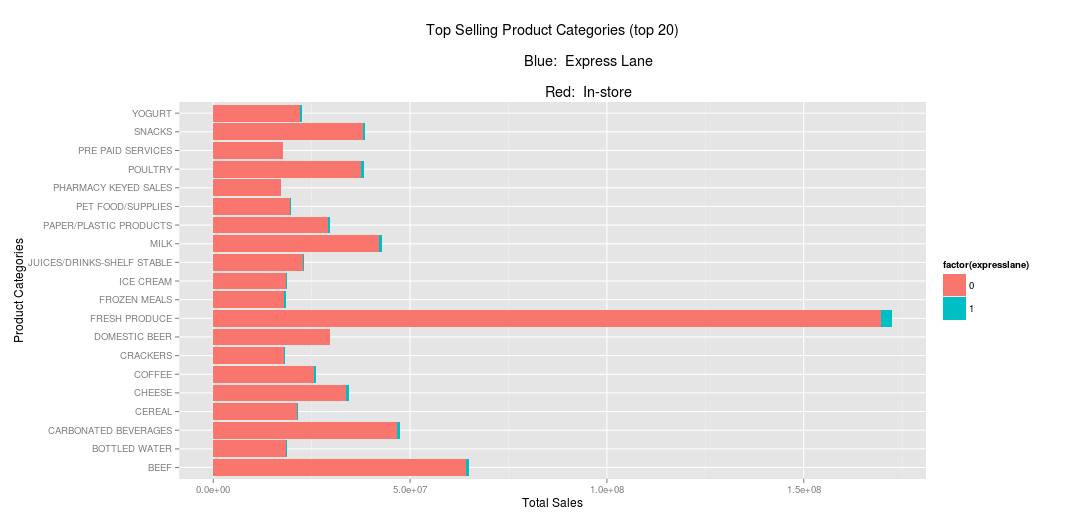 Top Selling Product Categories (top 20)
Blue:  Express Lane
Red:  In-store
Product Categories
YOGURT
SNACKS
PRE PAID SERVICES
POULTRY
PHARMACY KEYED SALES
PET FOOD/SUPPLIES
PAPER/PLASTIC PRODUCTS
MILK
JUICES/DRINKS-SHELF STABLE
ICE CREAM
FROZEN MEALS
FRESH PRODUCE
DOMESTIC BEER
CRACKERS
COFFEE
CHEESE
CEREAL
CARBONATED BEVERAGES
BOTTLED WATER
BEEF
0.0e+00 5.0e+07 1.0e+08 1.5e+08
Total Sales
factor(expresslane)
0
1